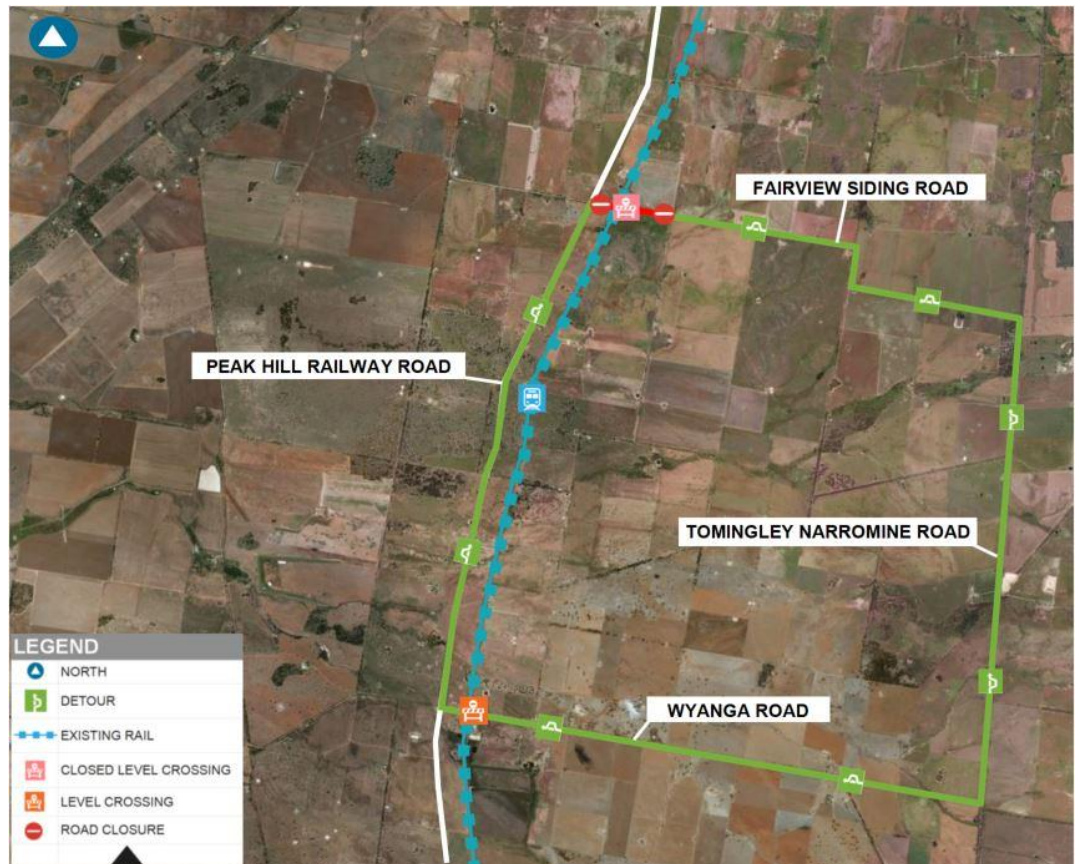 FAIRVIEW SIDING ROAD
PEAK HILL RAILWAY ROAD
TOMINGLEY NARROMINE ROAD
WYANGA ROAD
LEGEND
NORTH
DETOUR
EXISTING RAIL
CLOSED LEVEL CROSSING
LEVEL CROSSING
ROAD CLOSURE